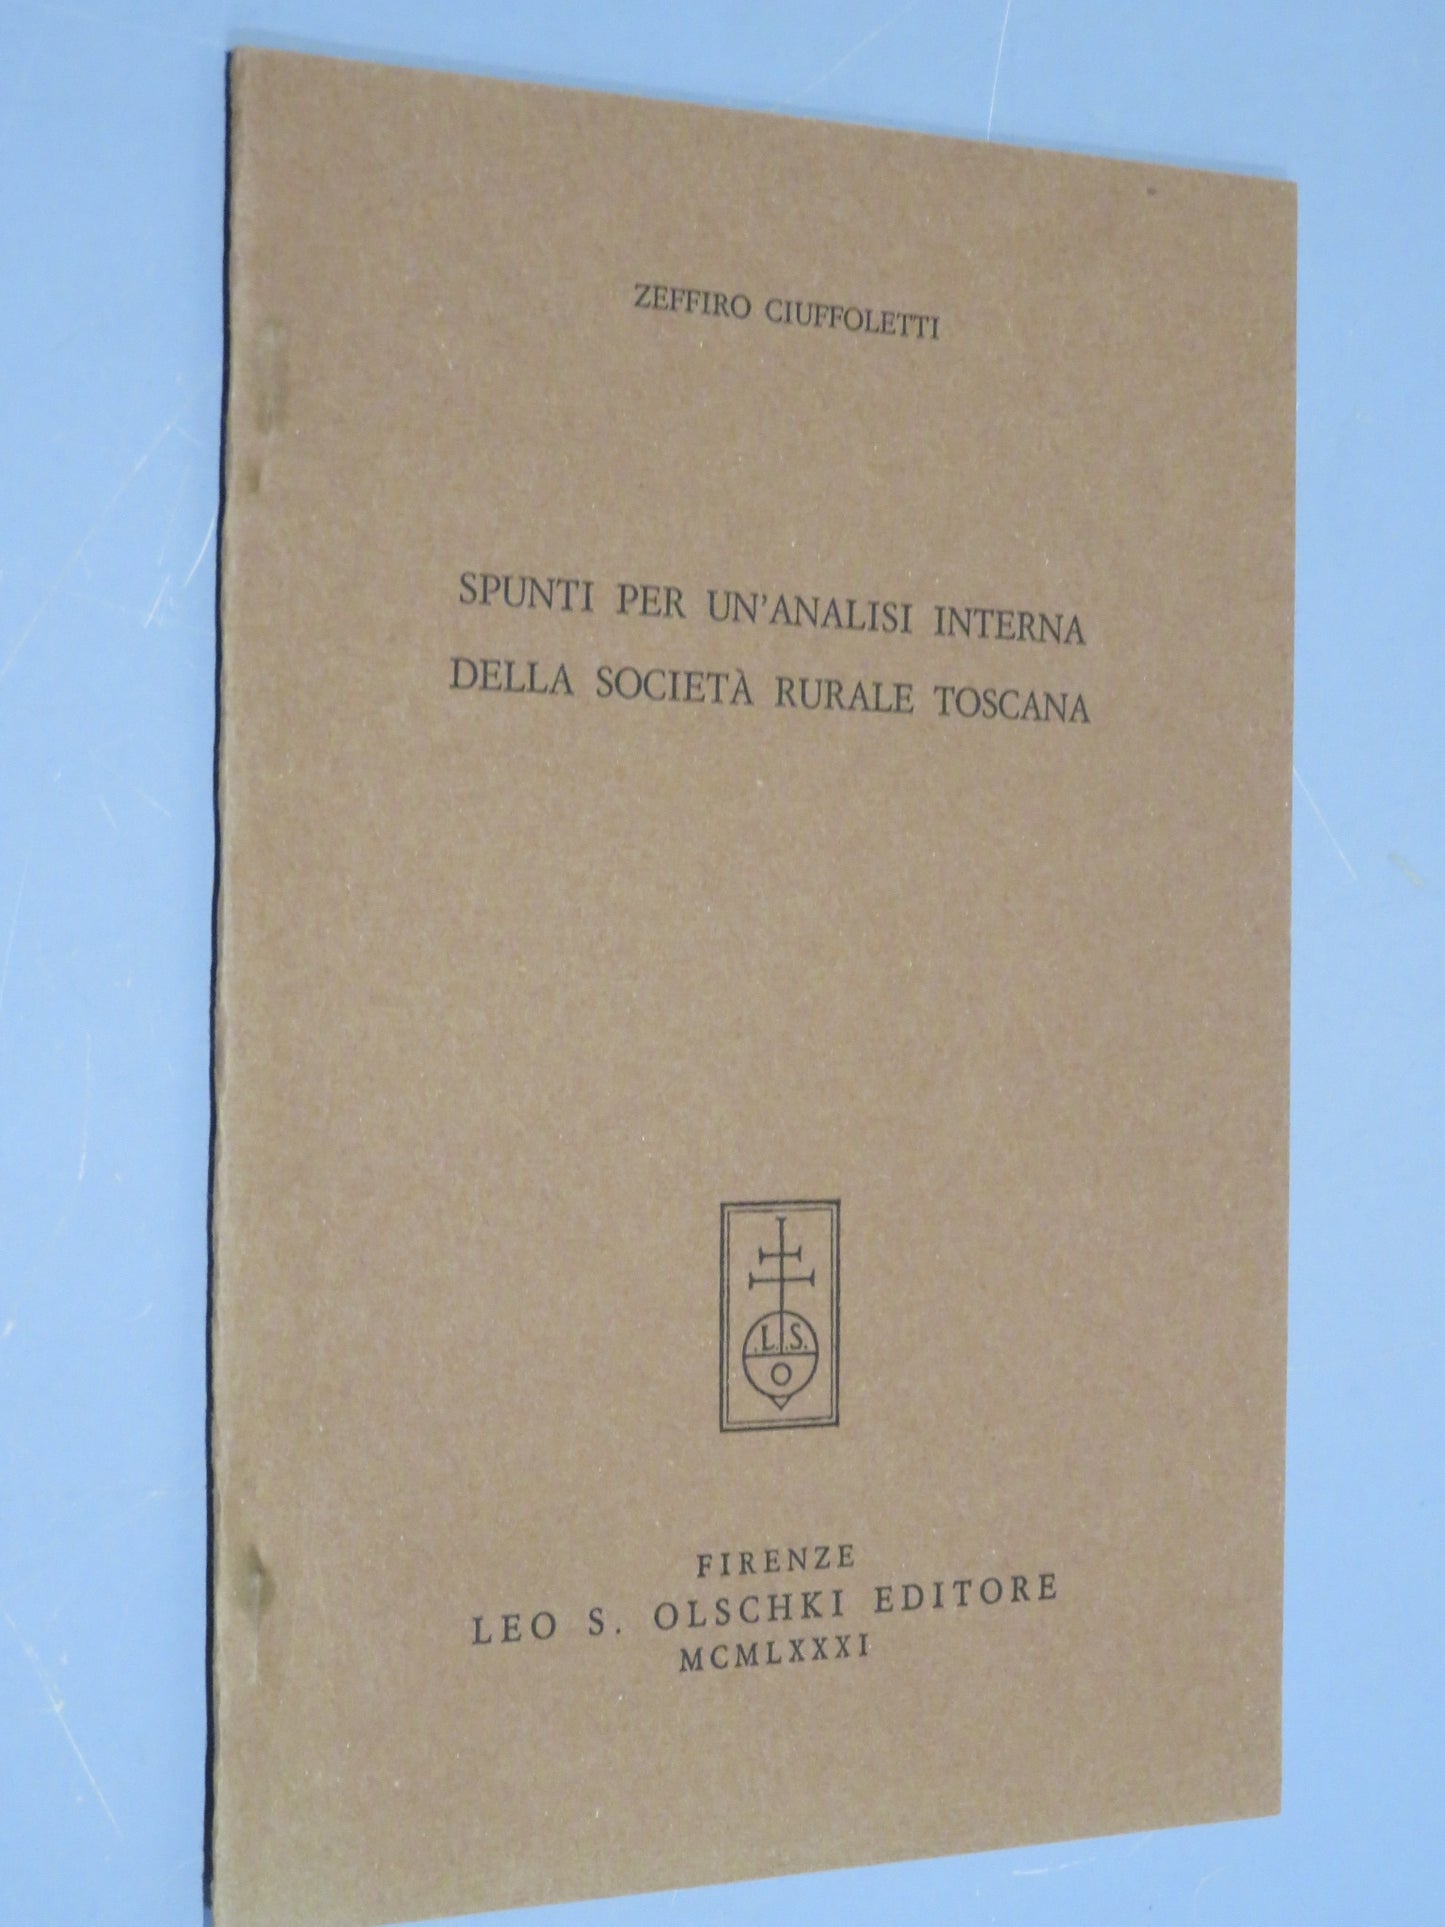 ZEFFIRO CIUFFOLETTI
SPUNTI PER UN'ANALISI INTERNA
DELLA SOCIETÀ RURALE TOSCANA
.L. .S.
O
FIRENZE
LEO S. OLSCHKI EDITORE
MCMLXXXI